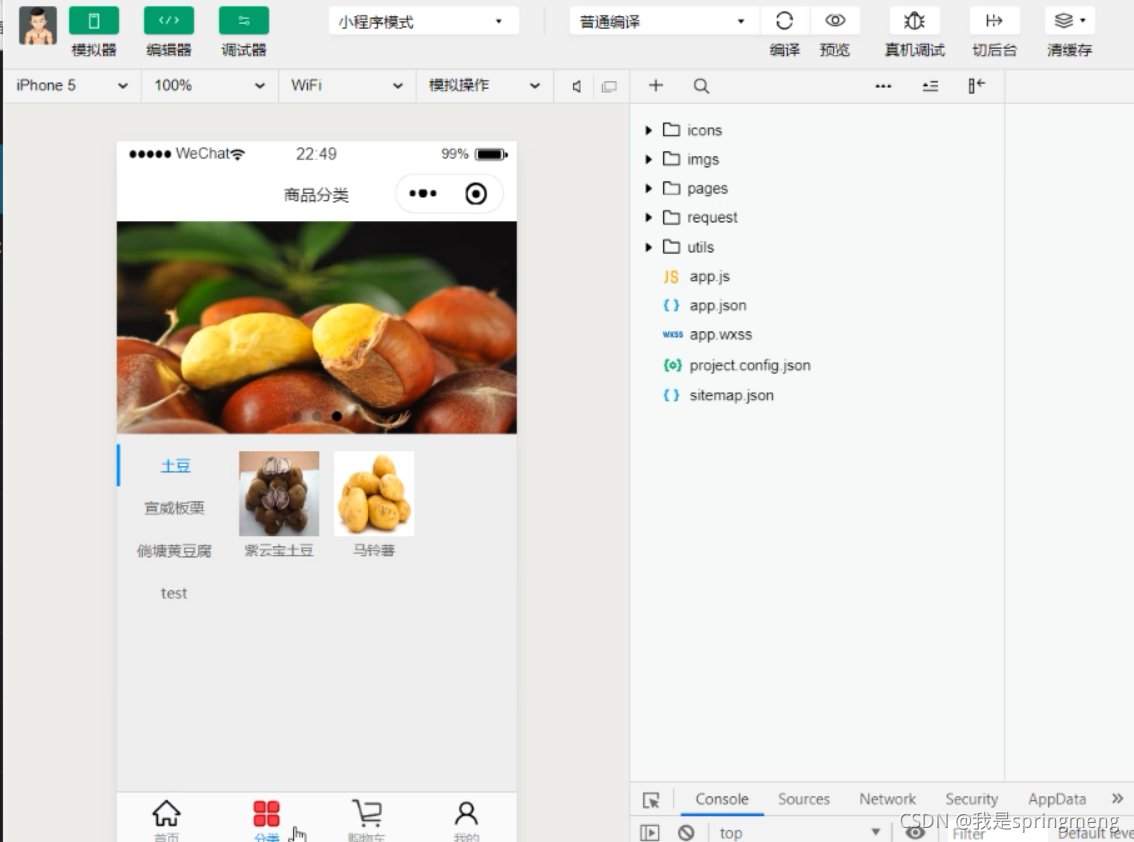 小程序模式
普通编译
模拟器 编辑器 调试器
编译 预览 真机调试 切后台 清缓存
iPhone 5 100% WiFi 模拟操作
WeChat 22:49 99%
商品分类
土豆
宣威板栗
倘塘黄豆腐
test
紫云宝土豆 马铃薯
首页 分类 购物车 我的
icons
imgs
pages
request
utils
JS app.js
{ } app.json
wxss app.wxss
project.config.json
{ } sitemap.json
Console Sources Network Security AppData
top Filter Default leve
CSDN @我是springmeng